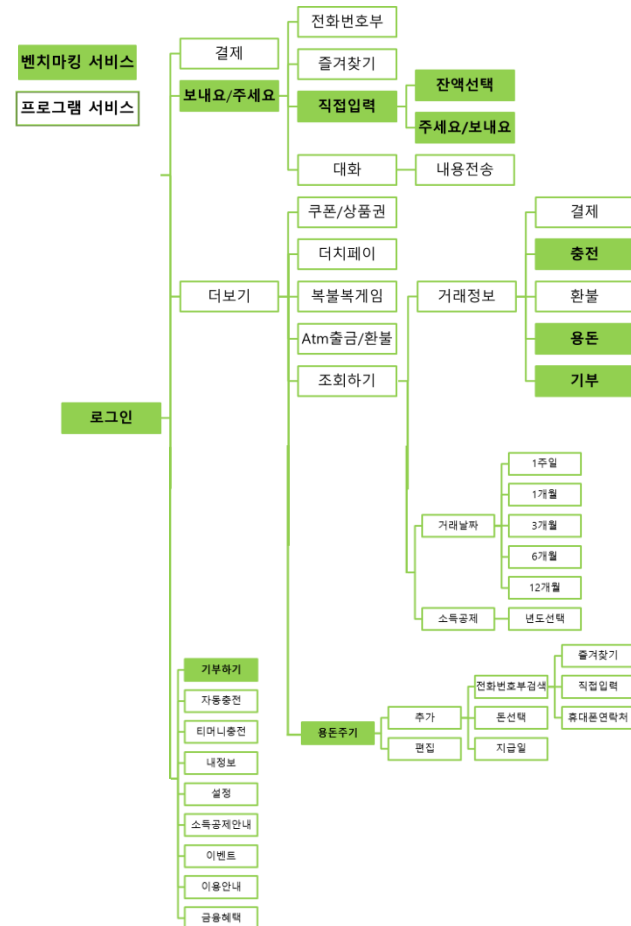 벤치마킹 서비스
프로그램 서비스
로그인
결제
보내요/주세요
전화번호부
즐겨찾기
직접입력
잔액선택
주세요/보내요
대화
내용전송
더보기
쿠폰/상품권
더치페이
복불복게임
Atm출금/환불
조회하기
거래정보
결제
충전
환불
용돈
기부
거래날짜
1주일
1개월
3개월
6개월
12개월
소득공제
년도선택
용돈주기
추가
전화번호부검색
즐겨찾기
직접입력
휴대폰연락처
돈선택
지급일
편집
기부하기
자동충전
티머니충전
내정보
설정
소득공제안내
이벤트
이용안내
금융혜택